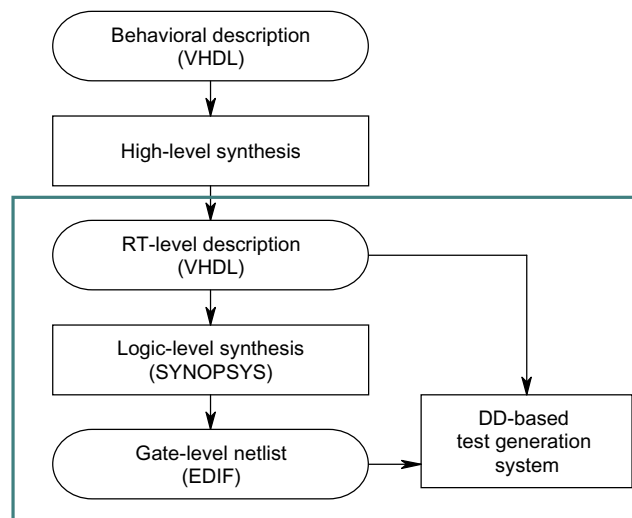 Behavioral description
(VHDL)
High-level synthesis
RT-level description
(VHDL)
Logic-level synthesis
(SYNOPSYS)
Gate-level netlist
(EDIF)
DD-based
test generation
system